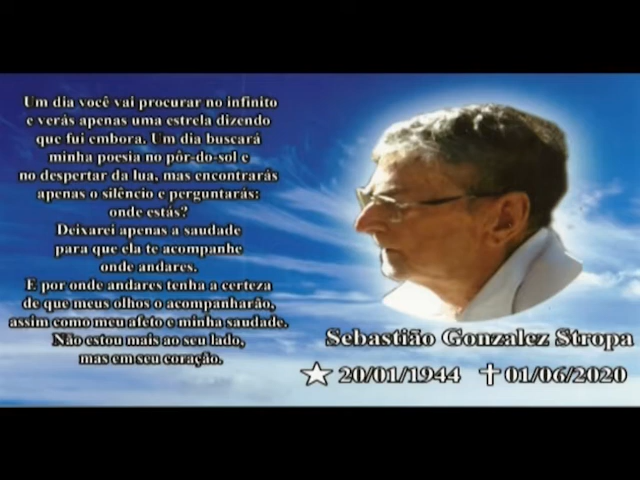 Um dia você vai procurar no infinito
e verás apenas uma estrela dizendo
que fui embora. Um dia buscará
minha poesia no pôr-do-sol e
no despertar da lua, mas encontrarás
apenas o silêncio e perguntarás:
onde estás?
Deixarei apenas a saudade
para que ela te acompanhe
onde andares.
E por onde andares tenha a certeza
de que meus olhos o acompanharão,
assim como meu afeto e minha saudade.
Não estou mais ao seu lado,
mas em seu coração.
Sebastião Gonzalez Stropa
20/01/1944 01/06/2020